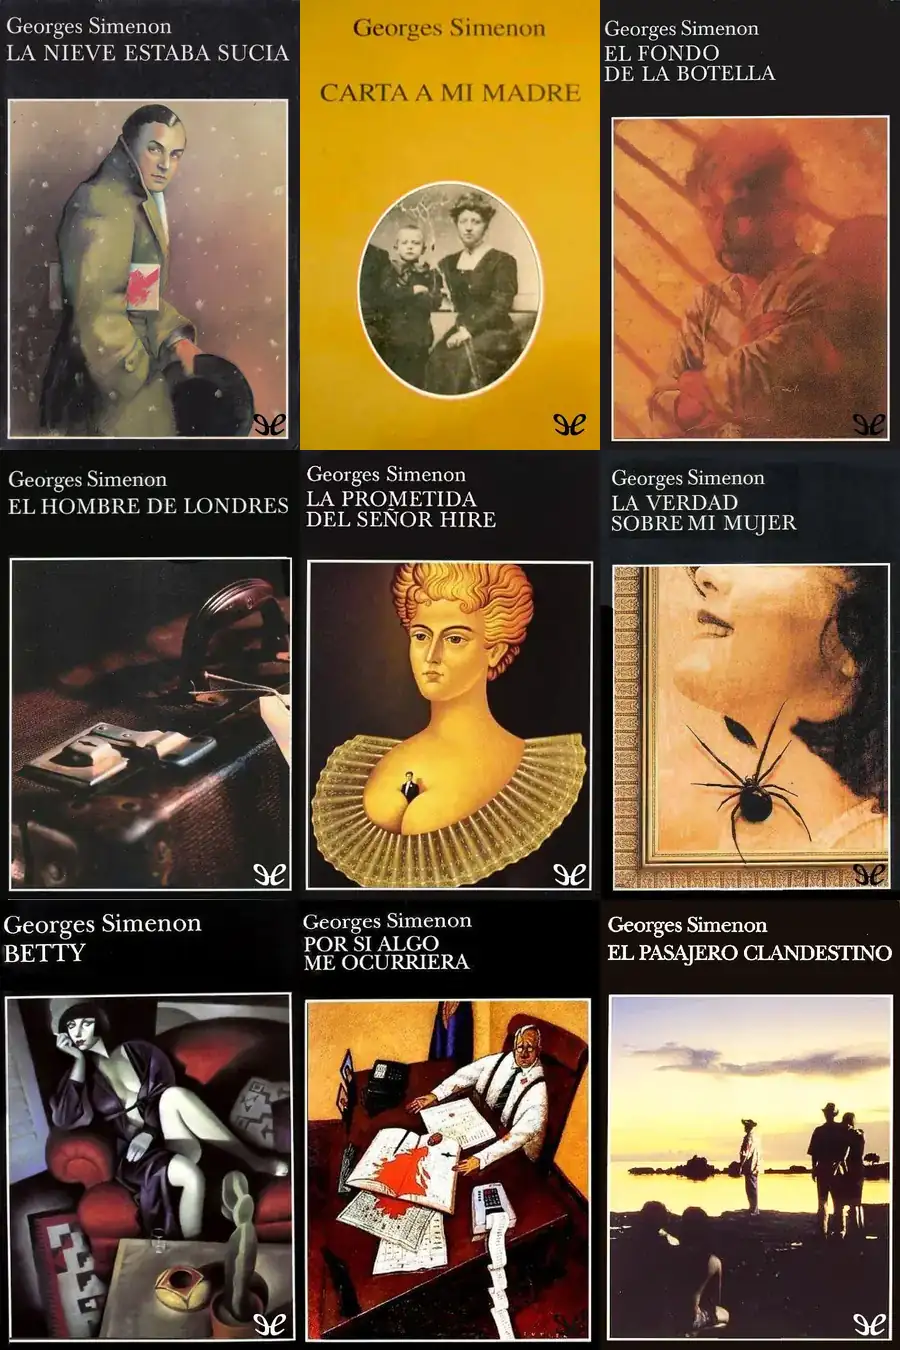 Georges Simenon
LA NIEVE ESTABA SUCIA
Georges Simenon
CARTA A MI MADRE
Georges Simenon
EL FONDO
DE LA BOTELLA
Georges Simenon
EL HOMBRE DE LONDRES
Georges Simenon
LA PROMETIDA
DEL SEÑOR HIRE
Georges Simenon
LA VERDAD
SOBRE MI MUJER
Georges Simenon
BETTY
Georges Simenon
POR SI ALGO
ME OCURRIERA
Georges Simenon
EL PASAJERO CLANDESTINO